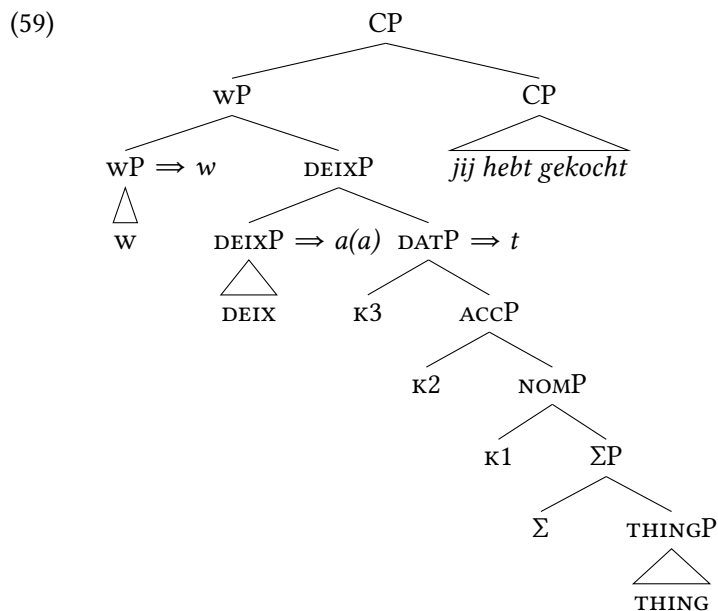 (59) CP
wP CP
wP ⇒ w DEIXP jij hebt gekocht
w DEIXP ⇒ a(a) DATP ⇒ t
DEIX K3 ACCP
K2 NOMP
K1 ΣP
Σ THINGP
THING